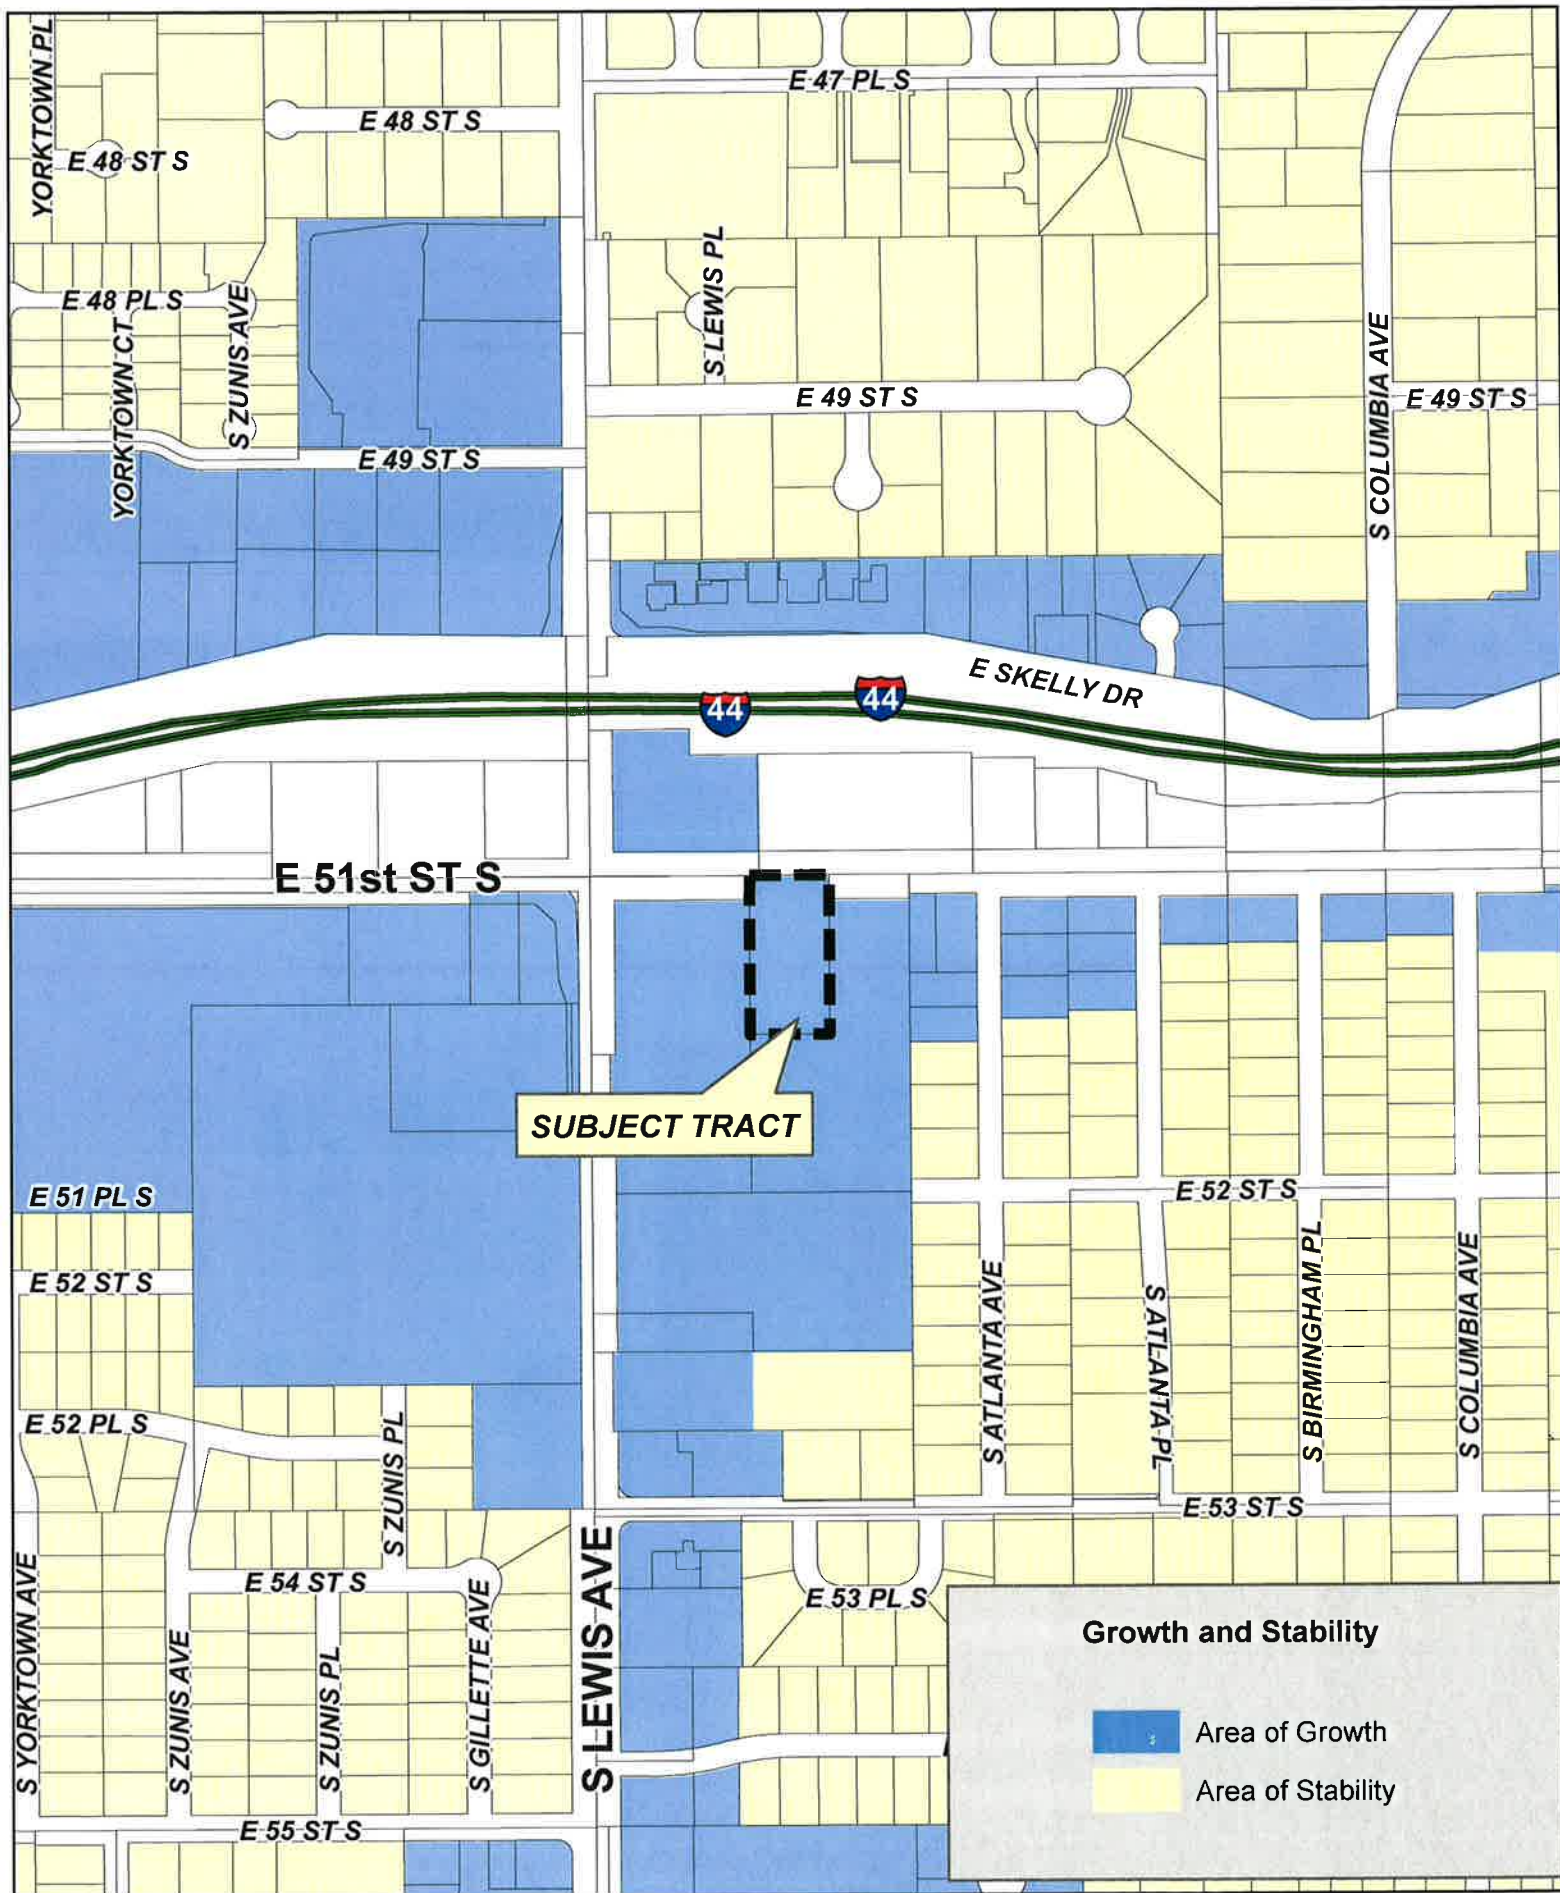 YORKTOWN PL
E 47 PL S
E 48 ST S
E 48 ST S
S LEWIS PL
E 48 PL S
S ZUNIS AVE
YORKTOWN CT
S COLUMBIA AVE
E 49 ST S
E 49 ST S
E 49 ST S
E SKELLY DR
44
44
E 51st ST S
SUBJECT TRACT
E 51 PL S
E 52 ST S
E 52 ST S
S ATLANTA AVE
S ATLANTA PL
S BIRMINGHAM PL
S COLUMBIA AVE
E 52 PL S
S ZUNIS PL
E 53 ST S
S YORKTOWN AVE
E 54 ST S
S ZUNIS AVE
S ZUNIS PL
S GILLETTE AVE
S LEWIS AVE
E 53 PL S
E 55 ST S
Growth and Stability
Area of Growth
Area of Stability